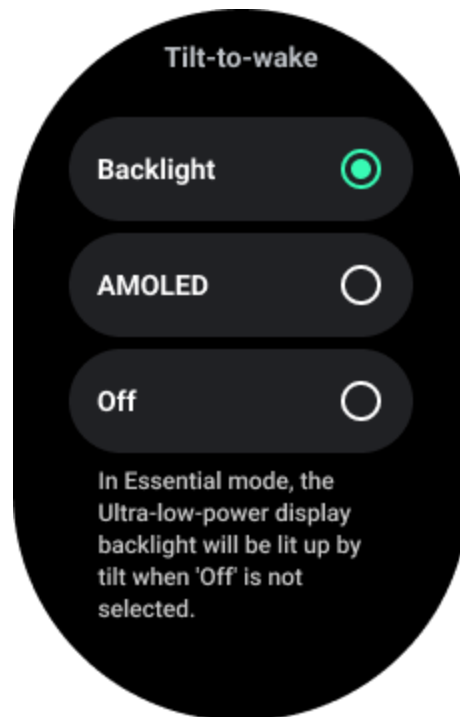 Tilt-to-wake
Backlight
AMOLED
Off
In Essential mode, the
Ultra-low-power display
backlight will be lit up by
tilt when 'Off' is not
selected.